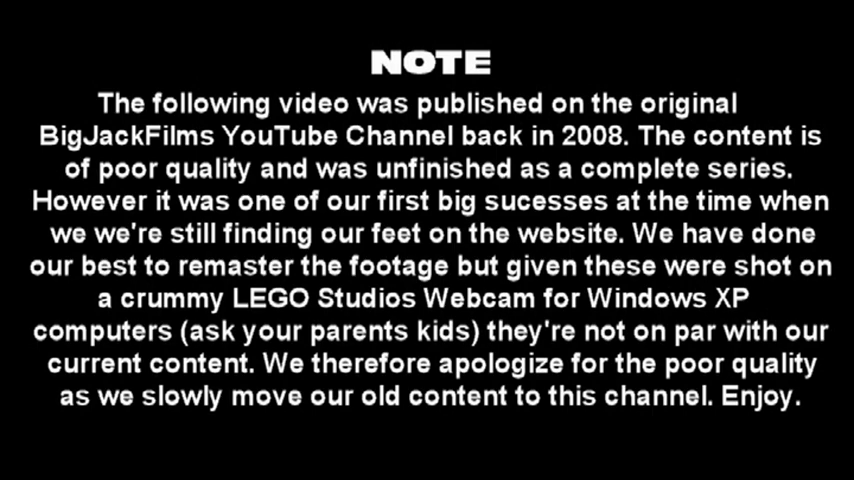 NOTE
The following video was published on the original
BigJackFilms YouTube Channel back in 2008. The content is
of poor quality and was unfinished as a complete series.
However it was one of our first big sucesses at the time when
we we're still finding our feet on the website. We have done
our best to remaster the footage but given these were shot on
a crummy LEGO Studios Webcam for Windows XP
computers (ask your parents kids) they're not on par with our
current content. We therefore apologize for the poor quality
as we slowly move our old content to this channel. Enjoy.